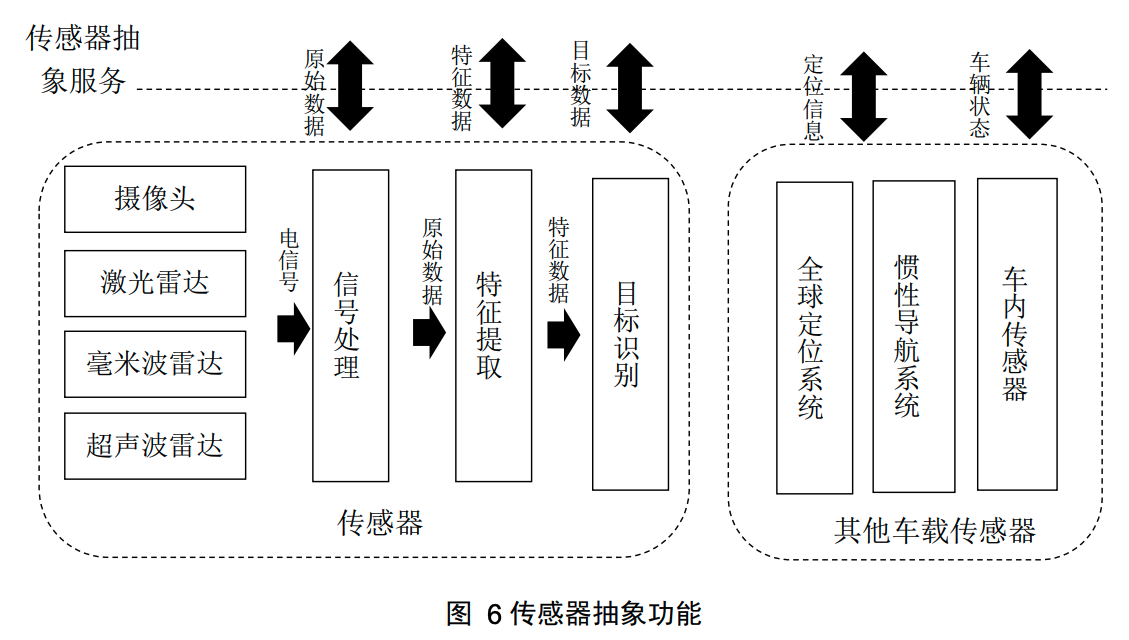 传感器抽
象服务
原始数据
特征数据
目标数据
定位信息
车辆状态
摄像头
激光雷达
毫米波雷达
超声波雷达
电信号
信号处理
原始数据
特征提取
特征数据
目标识别
传感器
全球定位系统
惯性导航系统
车内传感器
其他车载传感器
图 6 传感器抽象功能